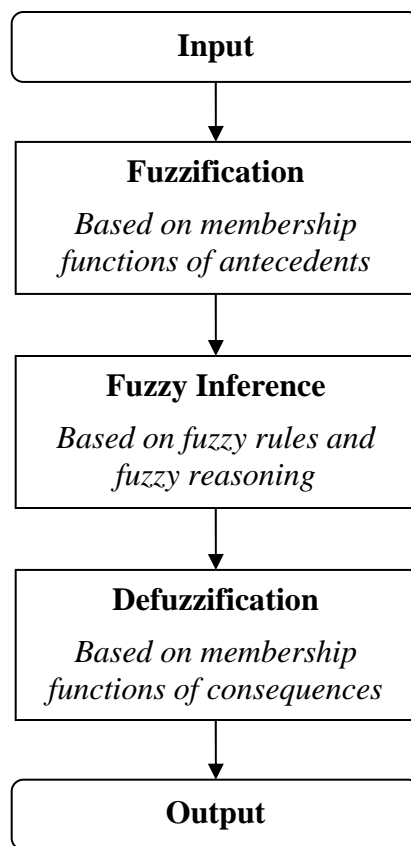 Input
Fuzzification
Based on membership
functions of antecedents
Fuzzy Inference
Based on fuzzy rules and
fuzzy reasoning
Defuzzification
Based on membership
functions of consequences
Output